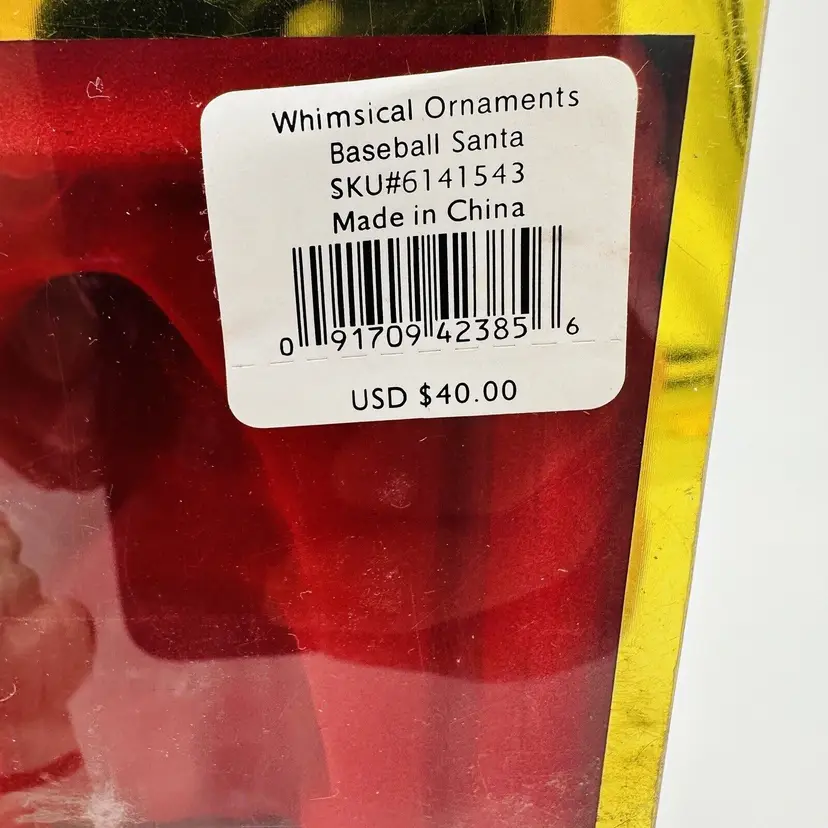 Whimsical Ornaments
Baseball Santa
SKU#6141543
Made in China
0 91709 42385 6
USD $40.00